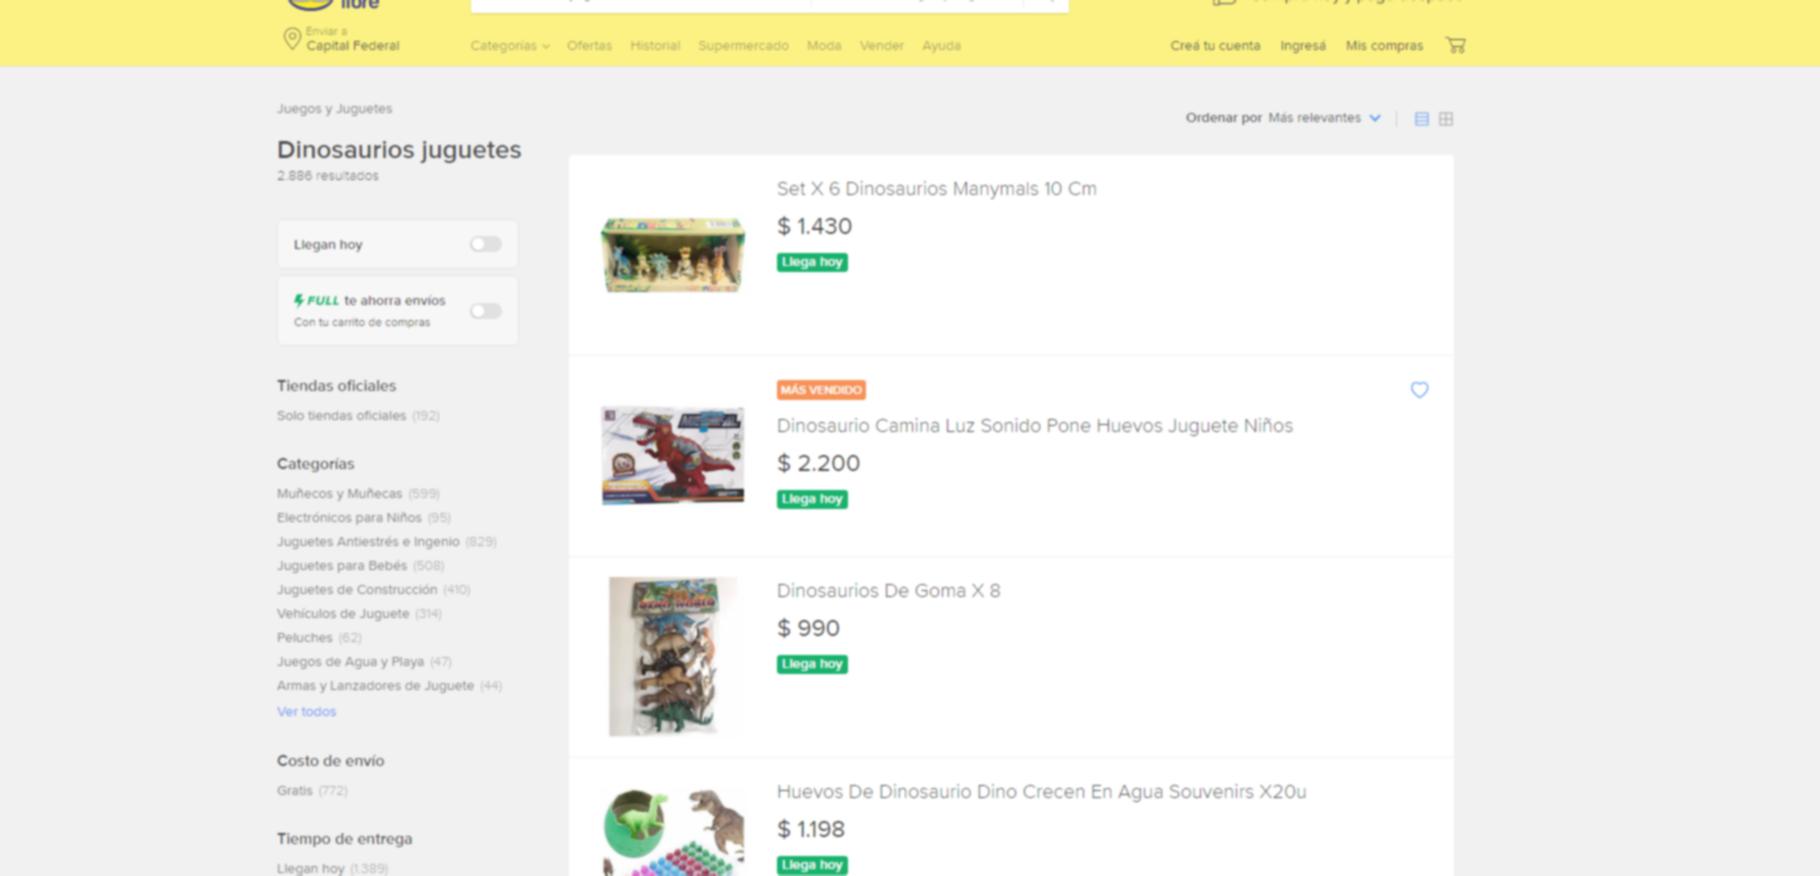 libre
Enviar a
Capital Federal
Categorías Ofertas Historial Supermercado Moda Vender Ayuda
Creá tu cuenta Ingresá Mis compras
Juegos y Juguetes
Dinosaurios juguetes
2.886 resultados
Ordenar por Más relevantes
Llegan hoy
FULL te ahorra envíos
Con tu carrito de compras
Tiendas oficiales
Solo tiendas oficiales (192)
Categorías
Muñecos y Muñecas (599)
Electrónicos para Niños (95)
Juguetes Antiestrés e Ingenio (829)
Juguetes para Bebés (508)
Juguetes de Construcción (410)
Vehículos de Juguete (314)
Peluches (62)
Juegos de Agua y Playa (47)
Armas y Lanzadores de Juguete (44)
Ver todos
Costo de envío
Gratis (772)
Tiempo de entrega
Llegan hoy (1.389)
Set X 6 Dinosaurios Manymals 10 Cm
$ 1.430
Llega hoy
MÁS VENDIDO
Dinosaurio Camina Luz Sonido Pone Huevos Juguete Niños
$ 2.200
Llega hoy
Dinosaurios De Goma X 8
$ 990
Llega hoy
Huevos De Dinosaurio Dino Crecen En Agua Souvenirs X20u
$ 1.198
Llega hoy